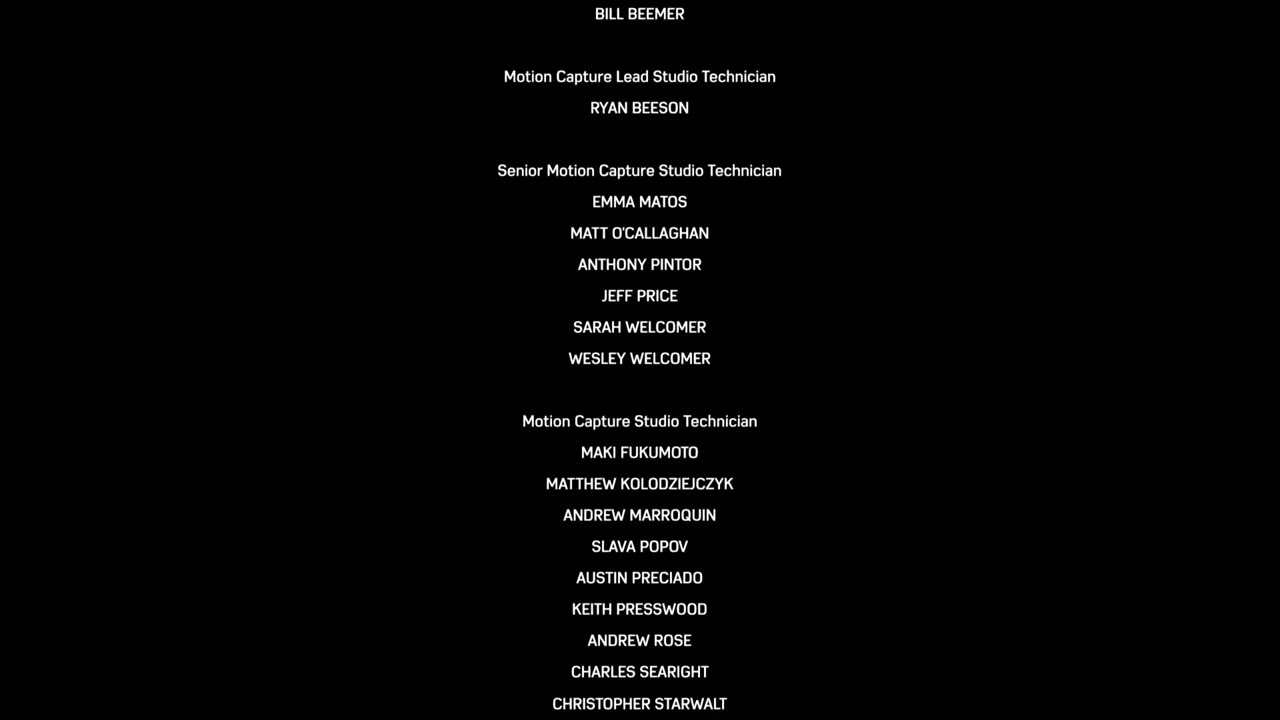 BILL BEEMER
Motion Capture Lead Studio Technician
RYAN BEESON
Senior Motion Capture Studio Technician
EMMA MATOS
MATT O'CALLAGHAN
ANTHONY PINTOR
JEFF PRICE
SARAH WELCOMER
WESLEY WELCOMER
Motion Capture Studio Technician
MAKI FUKUMOTO
MATTHEW KOLODZIEJCZYK
ANDREW MARROQUIN
SLAVA POPOV
AUSTIN PRECIADO
KEITH PRESSWOOD
ANDREW ROSE
CHARLES SEARIGHT
CHRISTOPHER STARWALT